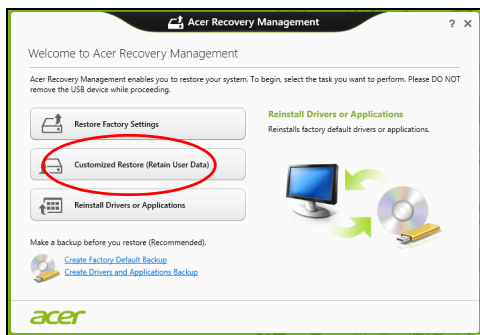 Acer Recovery Management
? ×
Welcome to Acer Recovery Management
Acer Recovery Management enables you to restore your system. To begin, select the task you want to perform. Please DO NOT
remove the USB device while proceeding.
Restore Factory Settings
Customized Restore (Retain User Data)
Reinstall Drivers or Applications
Reinstall Drivers or Applications
Reinstalls factory default drivers or applications.
Make a backup before you restore (Recommended).
Create Factory Default Backup
Create Drivers and Applications Backup
acer